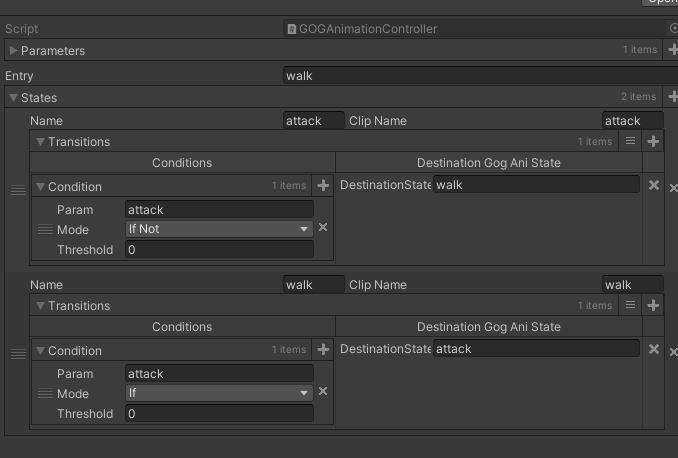 Open
Script GOGAnimationController
Parameters 1 items
Entry walk
States 2 items
Name attack Clip Name attack
Transitions 1 items
Conditions Destination Gog Ani State
Condition 1 items DestinationState walk
Param attack
Mode If Not
Threshold 0
Name walk Clip Name walk
Transitions 1 items
Conditions Destination Gog Ani State
Condition 1 items DestinationState attack
Param attack
Mode If
Threshold 0